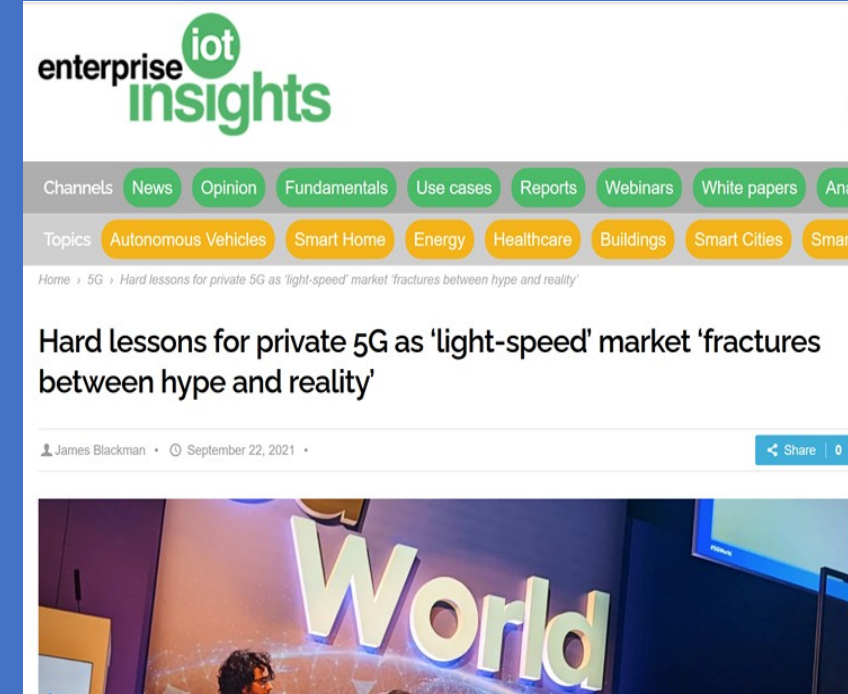 enterprise iot
insights
Channels News Opinion Fundamentals Use cases Reports Webinars White papers Ana
Topics Autonomous Vehicles Smart Home Energy Healthcare Buildings Smart Cities Smar
Home › 5G › Hard lessons for private 5G as ‘light-speed’ market ‘fractures between hype and reality’
Hard lessons for private 5G as ‘light-speed’ market ‘fractures
between hype and reality’
James Blackman • September 22, 2021 •
Share 0
World